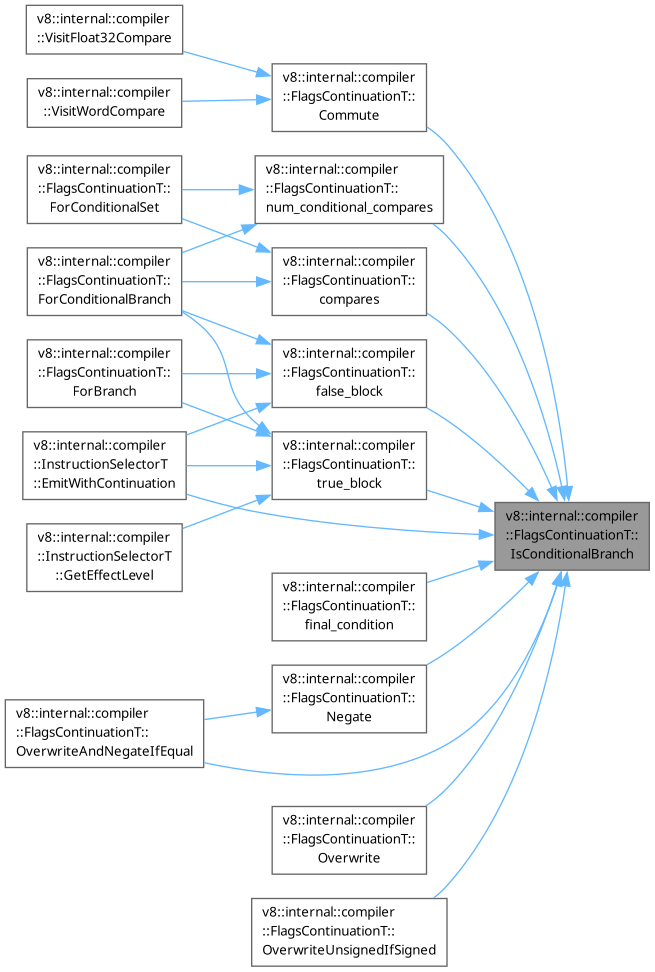 v8::internal::compiler
::VisitFloat32Compare
v8::internal::compiler
::VisitWordCompare
v8::internal::compiler
::FlagsContinuationT::
Commute
v8::internal::compiler
::FlagsContinuationT::
ForConditionalSet
v8::internal::compiler
::FlagsContinuationT::
num_conditional_compares
v8::internal::compiler
::FlagsContinuationT::
ForConditionalBranch
v8::internal::compiler
::FlagsContinuationT::
compares
v8::internal::compiler
::FlagsContinuationT::
ForBranch
v8::internal::compiler
::FlagsContinuationT::
false_block
v8::internal::compiler
::InstructionSelectorT
::EmitWithContinuation
v8::internal::compiler
::FlagsContinuationT::
true_block
v8::internal::compiler
::FlagsContinuationT::
IsConditionalBranch
v8::internal::compiler
::InstructionSelectorT
::GetEffectLevel
v8::internal::compiler
::FlagsContinuationT::
final_condition
v8::internal::compiler
::FlagsContinuationT::
Negate
v8::internal::compiler
::FlagsContinuationT::
OverwriteAndNegateIfEqual
v8::internal::compiler
::FlagsContinuationT::
Overwrite
v8::internal::compiler
::FlagsContinuationT::
OverwriteUnsignedIfSigned